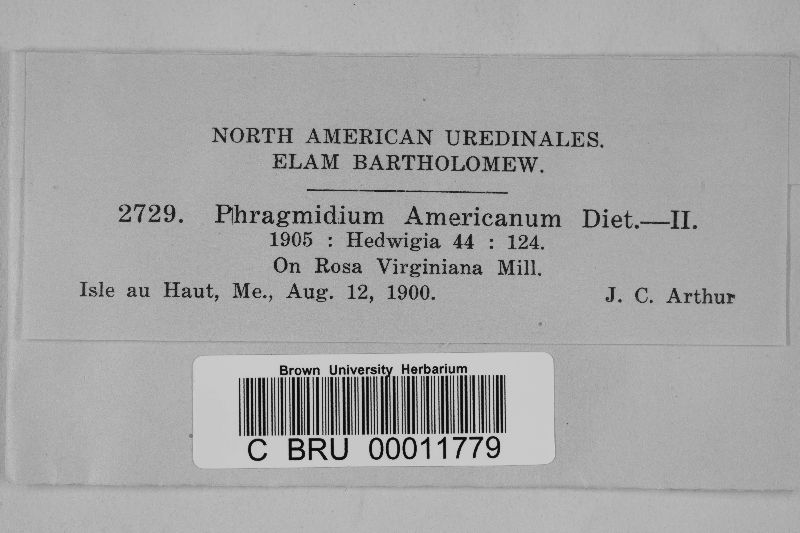 NORTH AMERICAN UREDINALES.
ELAM BARTHOLOMEW.
2729. Phragmidium Americanum Diet.—II.
1905 : Hedwigia 44 : 124.
On Rosa Virginiana Mill.
Isle au Haut, Me., Aug. 12, 1900. J. C. Arthur
Brown University Herbarium
C BRU 00011779